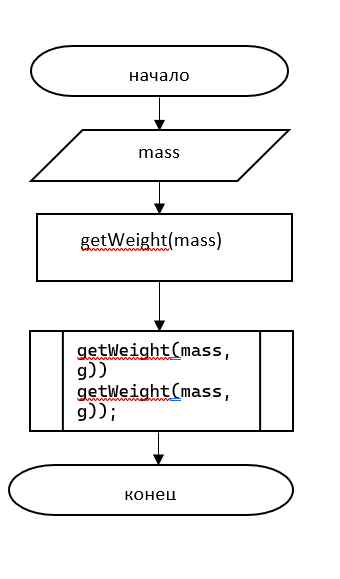 начало
mass
getWeight(mass)
getWeight(mass,
g))
getWeight(mass,
g));
конец